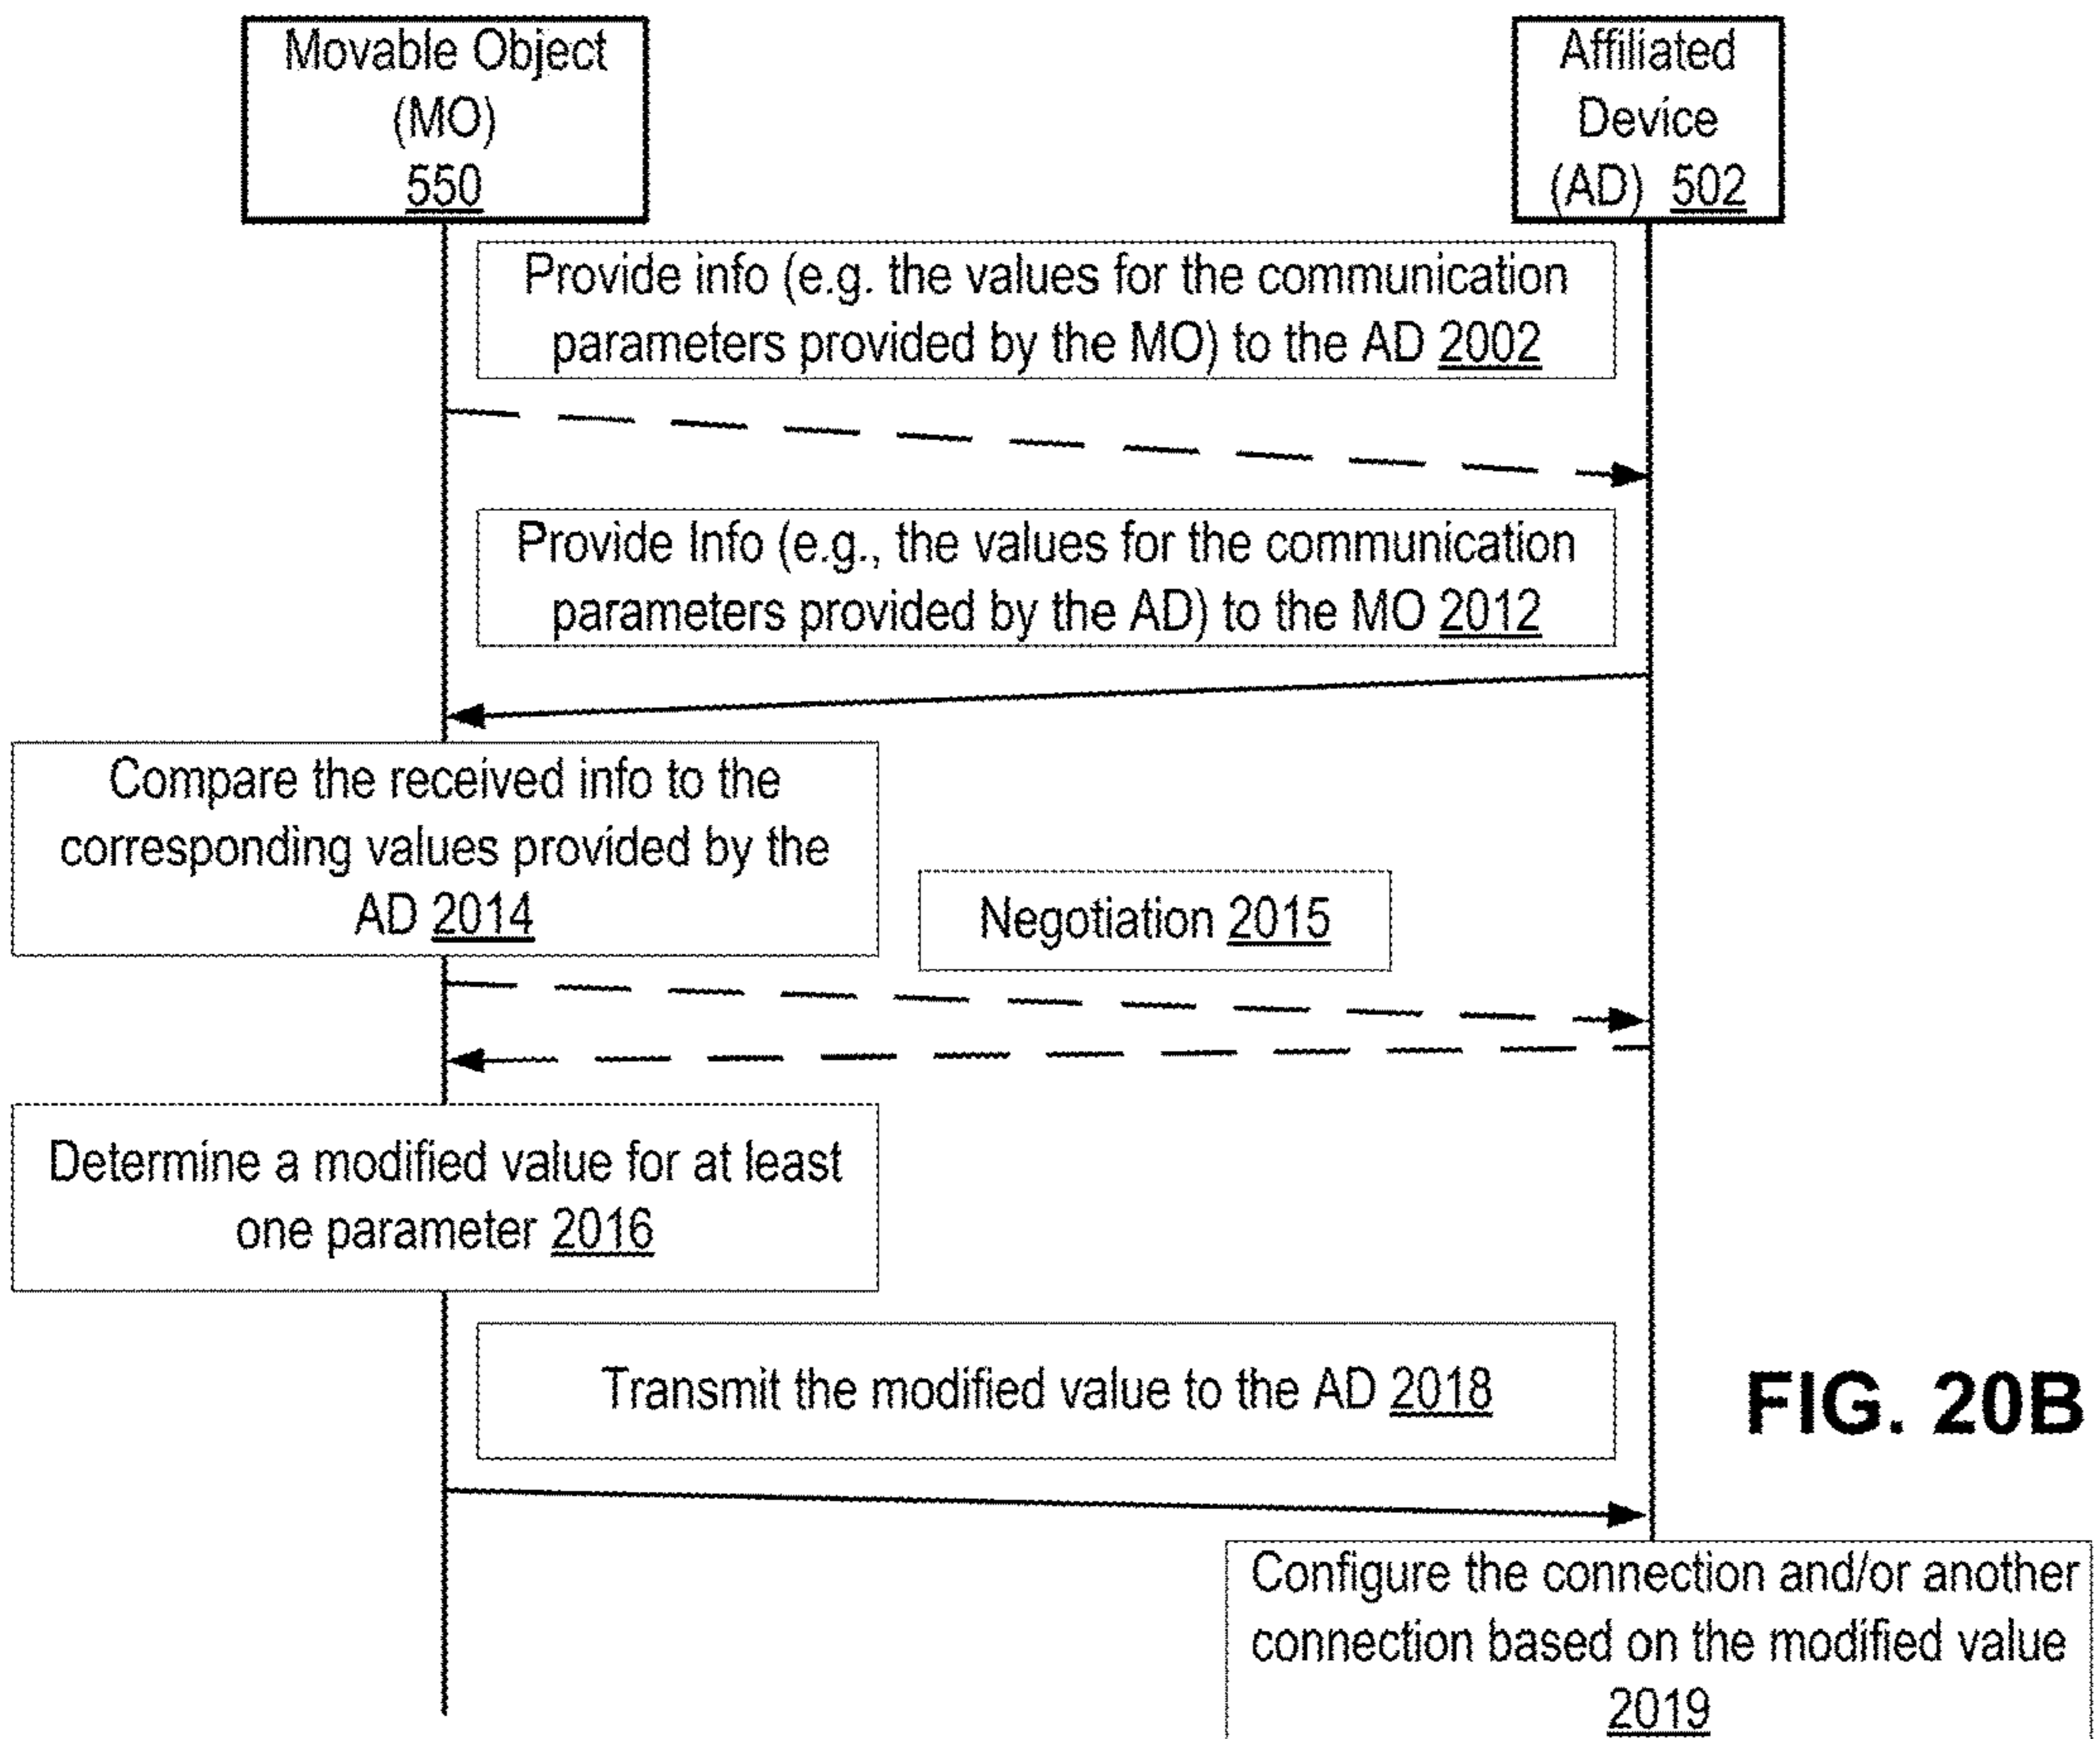 Movable Object
(MO)
550
Affiliated
Device
(AD) 502
Provide info (e.g. the values for the communication
parameters provided by the MO) to the AD 2002
Provide Info (e.g., the values for the communication
parameters provided by the AD) to the MO 2012
Compare the received info to the
corresponding values provided by the
AD 2014
Negotiation 2015
Determine a modified value for at least
one parameter 2016
Transmit the modified value to the AD 2018
FIG. 20B
Configure the connection and/or another
connection based on the modified value
2019